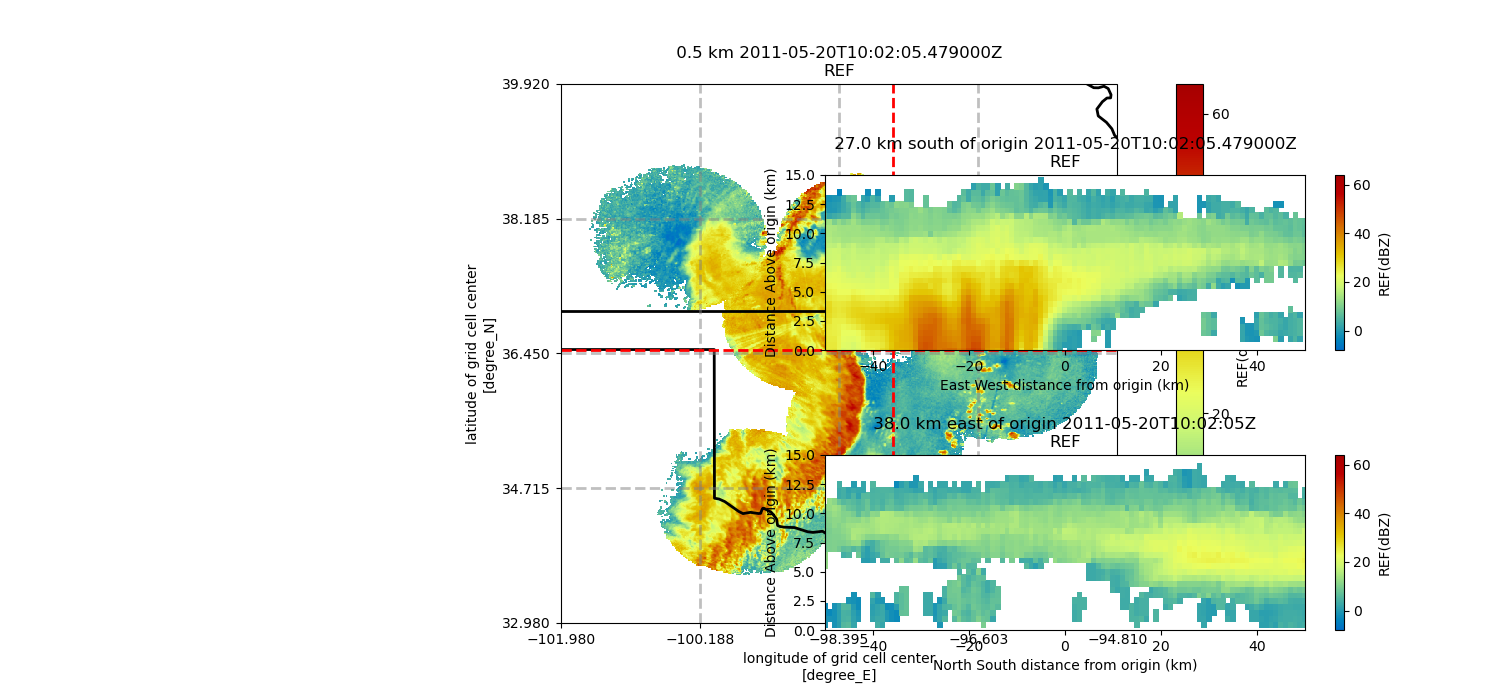 0.5 km 2011-05-20T10:02:05.479000Z
REF
39.920
38.185
36.450
34.715
32.980
latitude of grid cell center
[degree_N]
−101.980
−100.188
−98.395
−96.603
−94.810
longitude of grid cell center
[degree_E]
60
20
27.0 km south of origin 2011-05-20T10:02:05.479000Z
REF
15.0
12.5
10.0
7.5
5.0
2.5
0.0
Distance Above origin (km)
−40
−20
0
20
40
East West distance from origin (km)
60
40
20
0
REF(dBZ)
38.0 km east of origin 2011-05-20T10:02:05Z
REF
15.0
12.5
10.0
7.5
5.0
2.5
0.0
Distance Above origin (km)
−40
−20
0
20
40
North South distance from origin (km)
60
40
20
0
REF(dBZ)